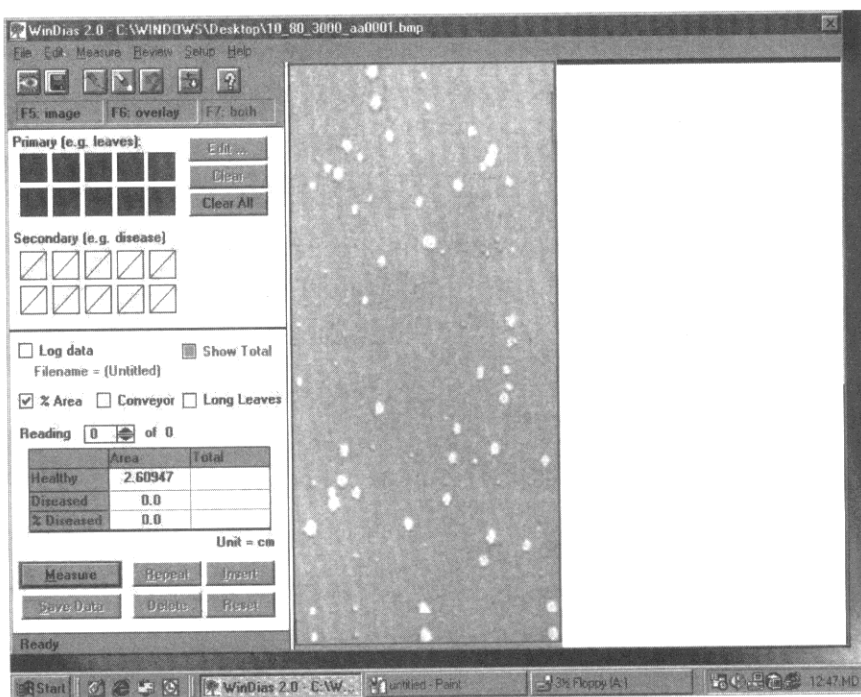 WinDias 2.0 - C:\WINDOWS\Desktop\10_80_3000_aa0001.bmp
File Edit Measure Review Setup Help
F5: image F6: overlay F7: both
Primary (e.g. leaves):
Edit ...
Clear
Clear All
Secondary (e.g. disease)
Log data Show Total
Filename = (Untitled)
% Area Conveyor Long Leaves
Reading 0 of 0
Area Total
Healthy 2.60947
Diseased 0.0
% Diseased 0.0
Unit = cm
Measure Repeat Insert
Save Data Delete Reset
Ready
Start WinDias 2.0 - C:\W... untitled - Paint 3½ Floppy (A:) 12:47.MD